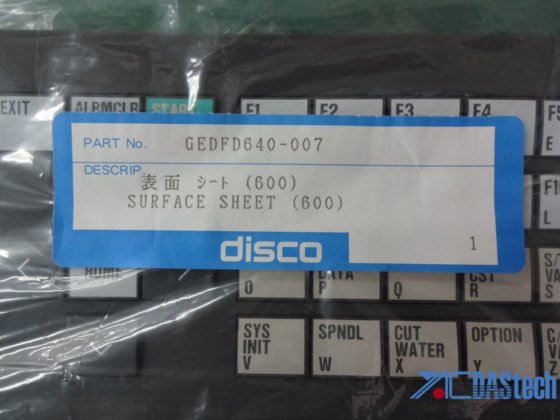 EXIT ALRMCLR START F1 F2 F3 F4 F5
E
PART No. GEDFD640-007
DESCRIP.
表面 シート (600)
SURFACE SHEET (600)
disco
1
L
HOME DATA CST S/T
O P Q R S
SYS INIT SPNDL CUT WATER OPTION
V W X Y Z
DAStech